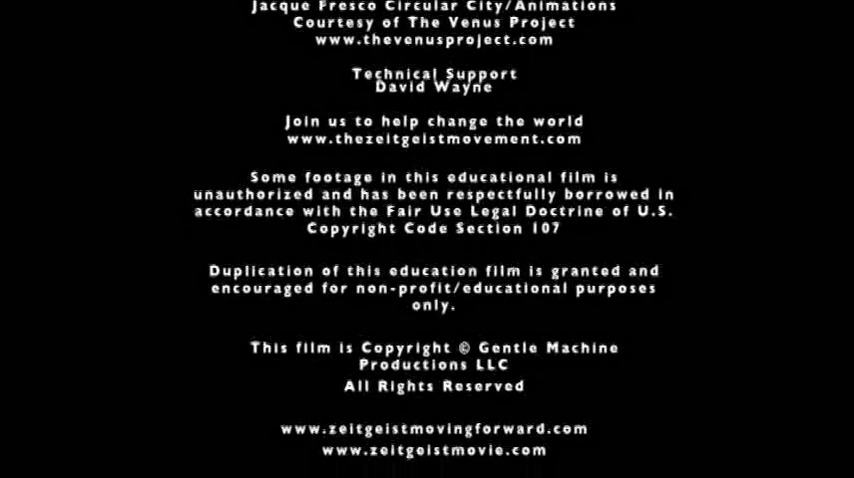 Jacque Fresco Circular City/Animations
Courtesy of The Venus Project
www.thevenusproject.com
Technical Support
David Wayne
Join us to help change the world
www.thezeitgeistmovement.com
Some footage in this educational film is
unauthorized and has been respectfully borrowed in
accordance with the Fair Use Legal Doctrine of U.S.
Copyright Code Section 107
Duplication of this education film is granted and
encouraged for non-profit/educational purposes
only.
This film is Copyright © Gentle Machine
Productions LLC
All Rights Reserved
www.zeitgeistmovingforward.com
www.zeitgeistmovie.com